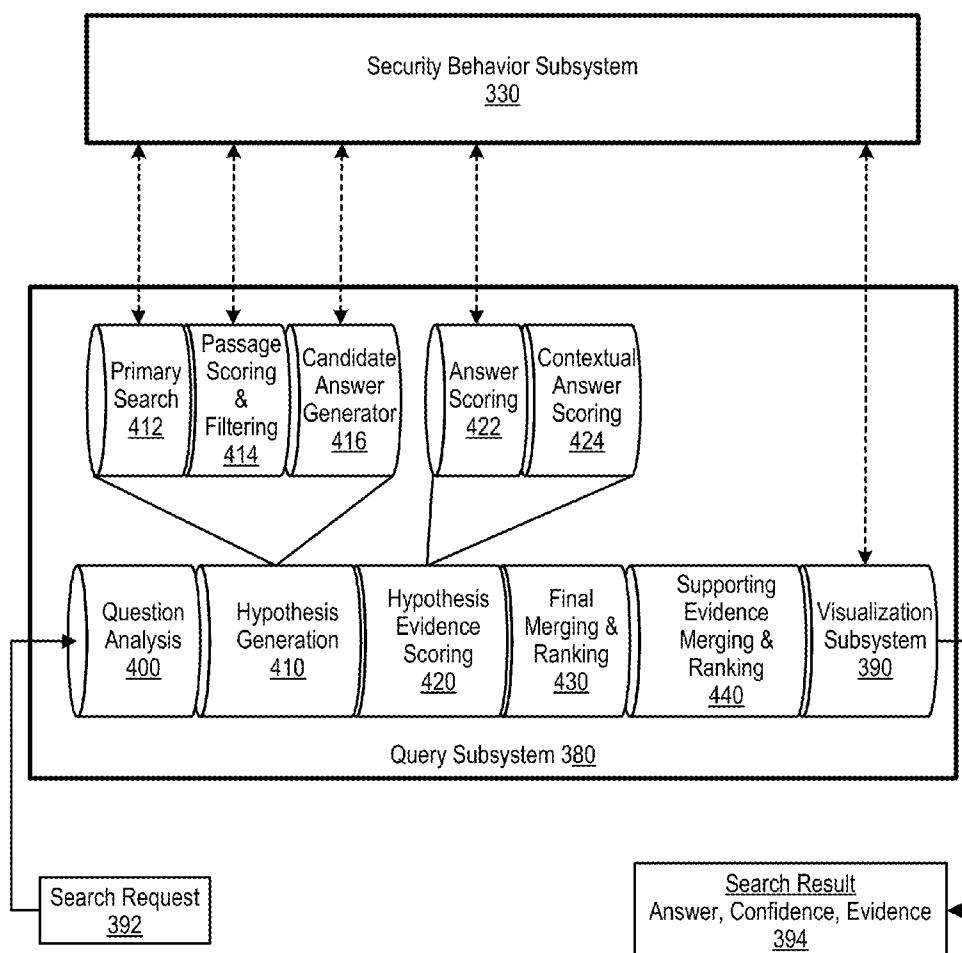 Security Behavior Subsystem
330
Primary
Search
412
Passage
Scoring
&
Filtering
414
Candidate
Answer
Generator
416
Answer
Scoring
422
Contextual
Answer
Scoring
424
Question
Analysis
400
Hypothesis
Generation
410
Hypothesis
Evidence
Scoring
420
Final
Merging &
Ranking
430
Supporting
Evidence
Merging &
Ranking
440
Visualization
Subsystem
390
Query Subsystem 380
Search Request
392
Search Result
Answer, Confidence, Evidence
394